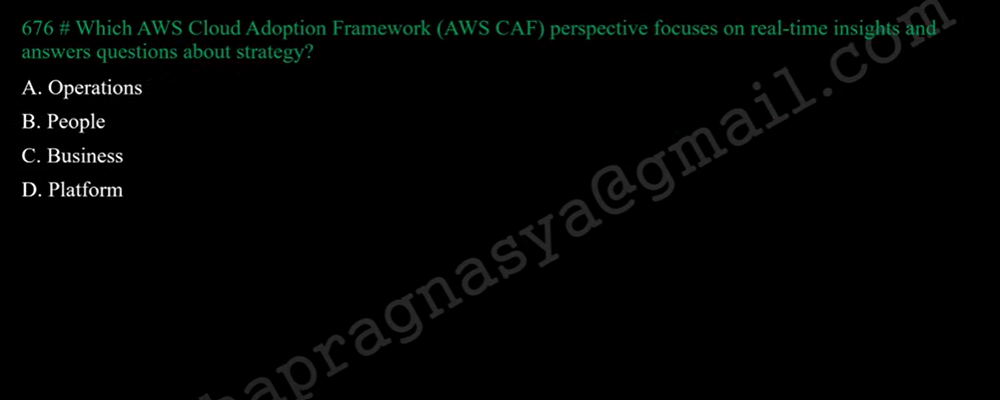 676 # Which AWS Cloud Adoption Framework (AWS CAF) perspective focuses on real-time insights and
answers questions about strategy?
A. Operations
B. People
C. Business
D. Platform
hapragnasya@gmail.com